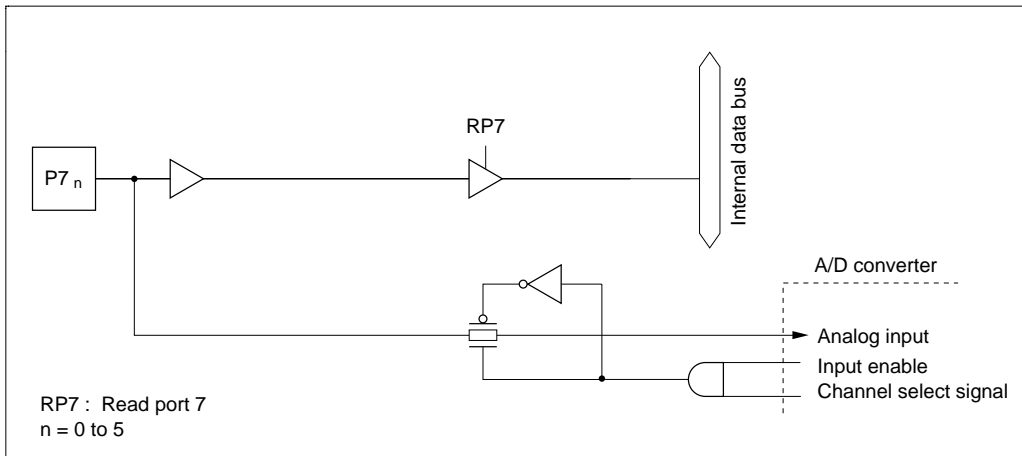 RP7
P7 n
Internal data bus
A/D converter
Analog input
Input enable
Channel select signal
RP7 : Read port 7
n = 0 to 5